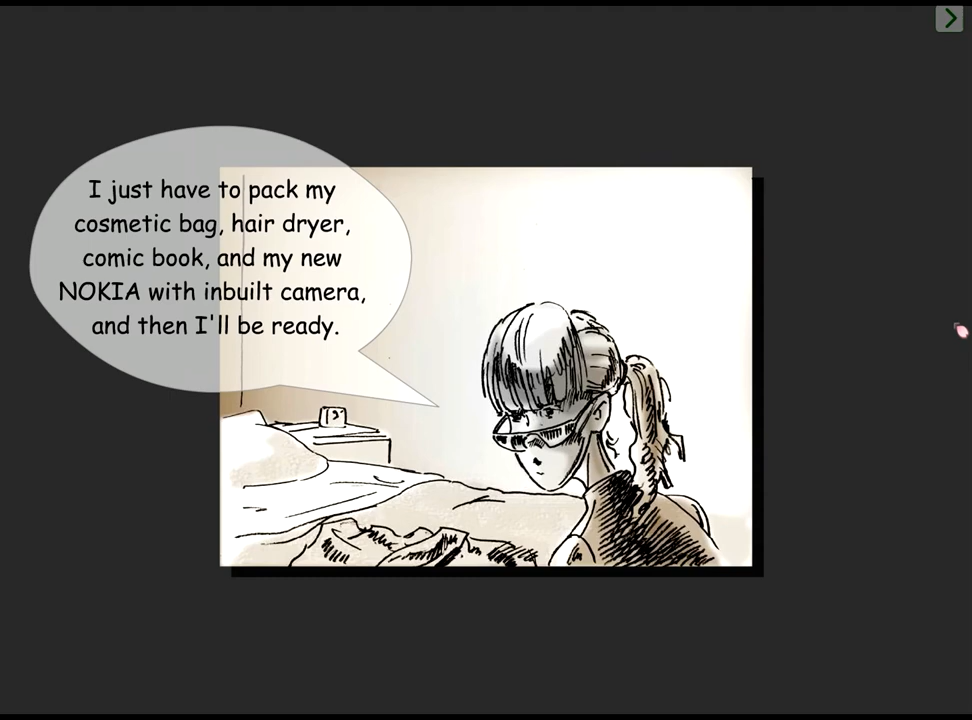 I just have to pack my
cosmetic bag, hair dryer,
comic book, and my new
NOKIA with inbuilt camera,
and then I'll be ready.